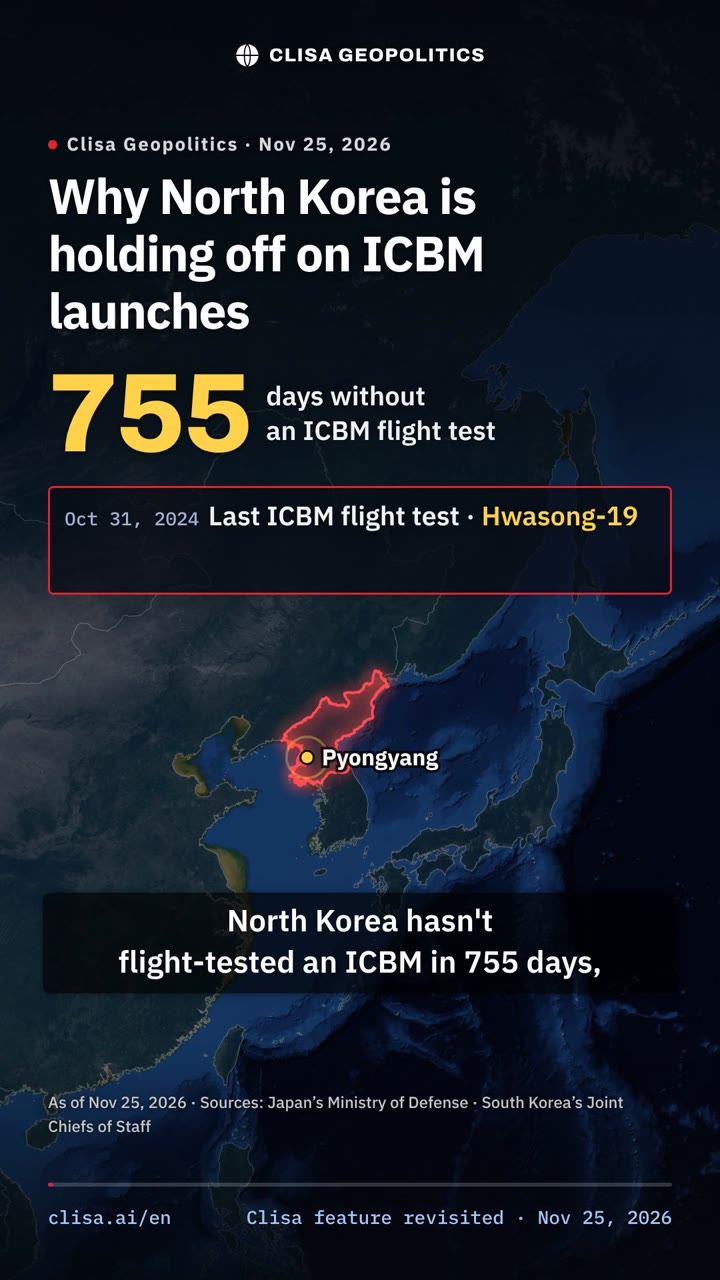 CLISA GEOPOLITICS
Clisa Geopolitics · Nov 25, 2026
Why North Korea is
holding off on ICBM
launches
755 days without
an ICBM flight test
Oct 31, 2024 Last ICBM flight test · Hwasong-19
Pyongyang
North Korea hasn't
flight-tested an ICBM in 755 days,
As of Nov 25, 2026 · Sources: Japan’s Ministry of Defense · South Korea’s Joint
Chiefs of Staff
clisa.ai/en Clisa feature revisited · Nov 25, 2026